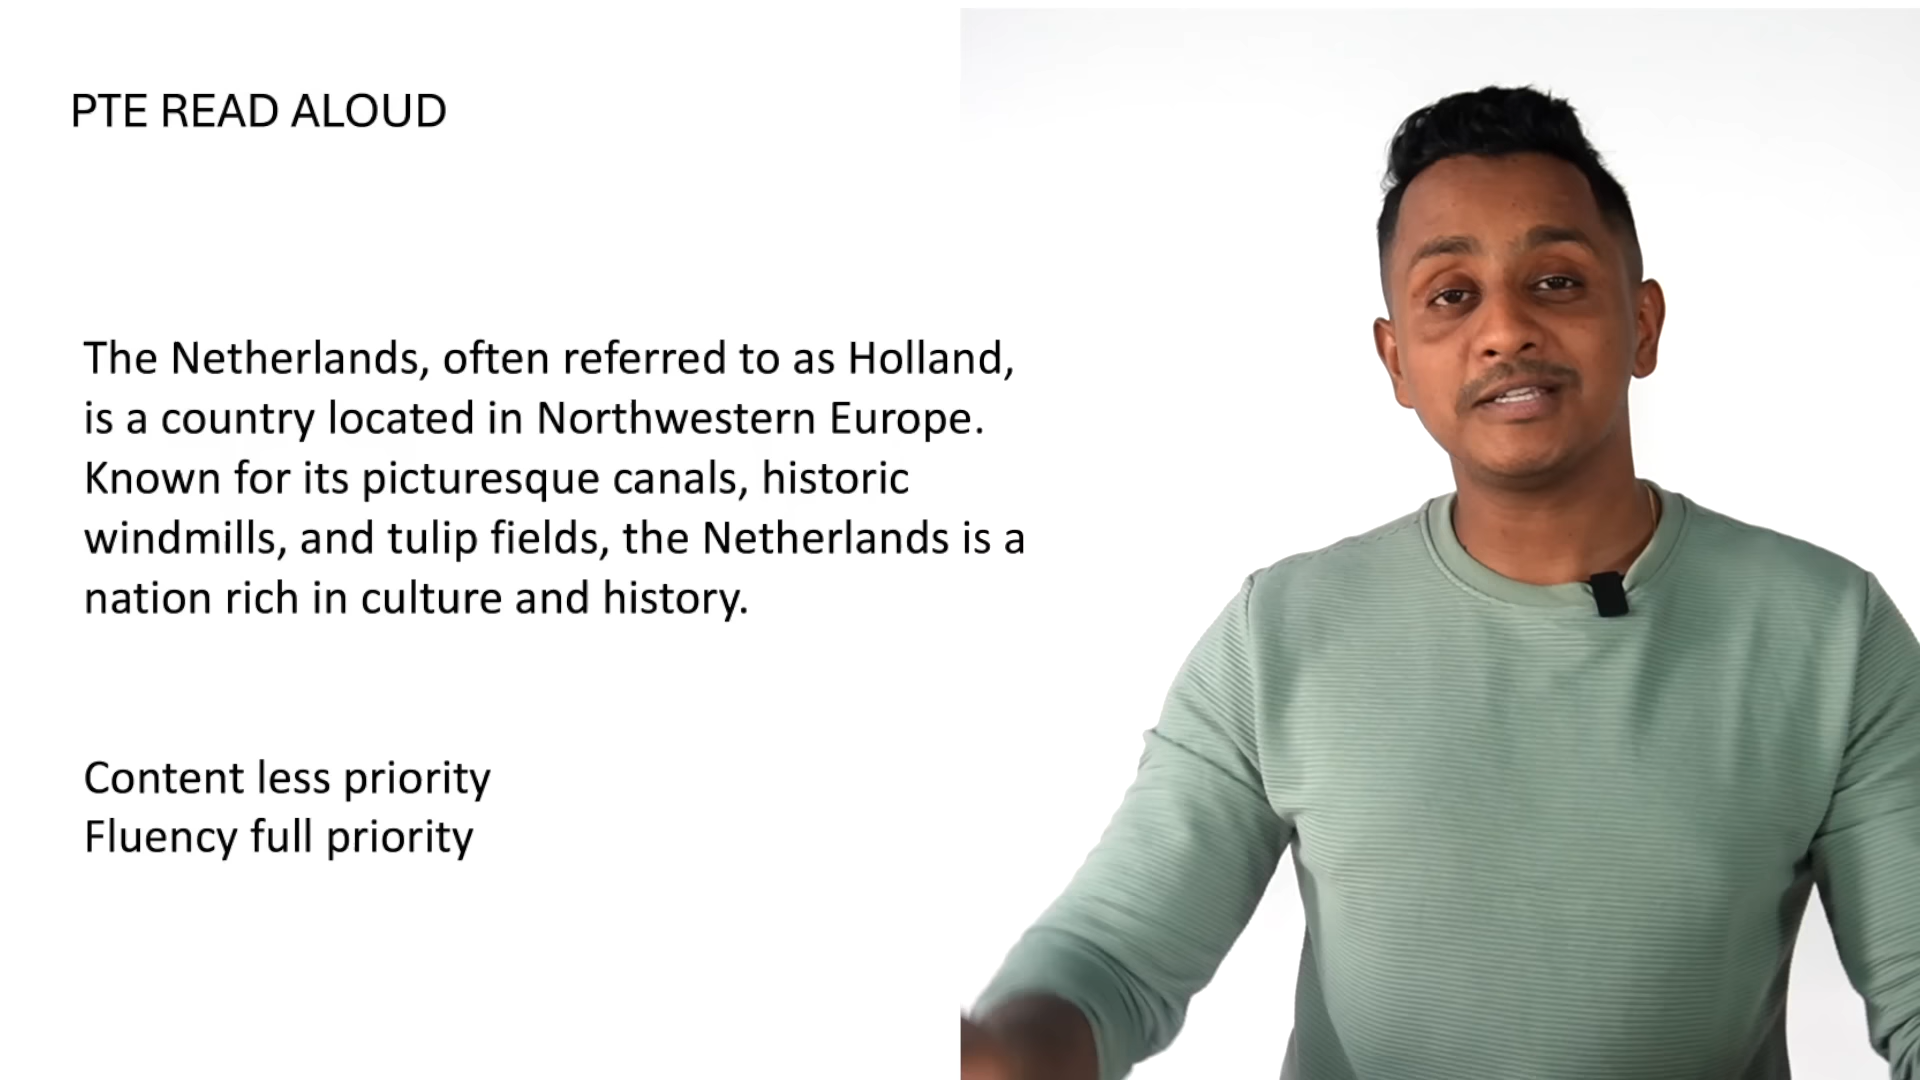 PTE READ ALOUD
The Netherlands, often referred to as Holland,
is a country located in Northwestern Europe.
Known for its picturesque canals, historic
windmills, and tulip fields, the Netherlands is a
nation rich in culture and history.
Content less priority
Fluency full priority